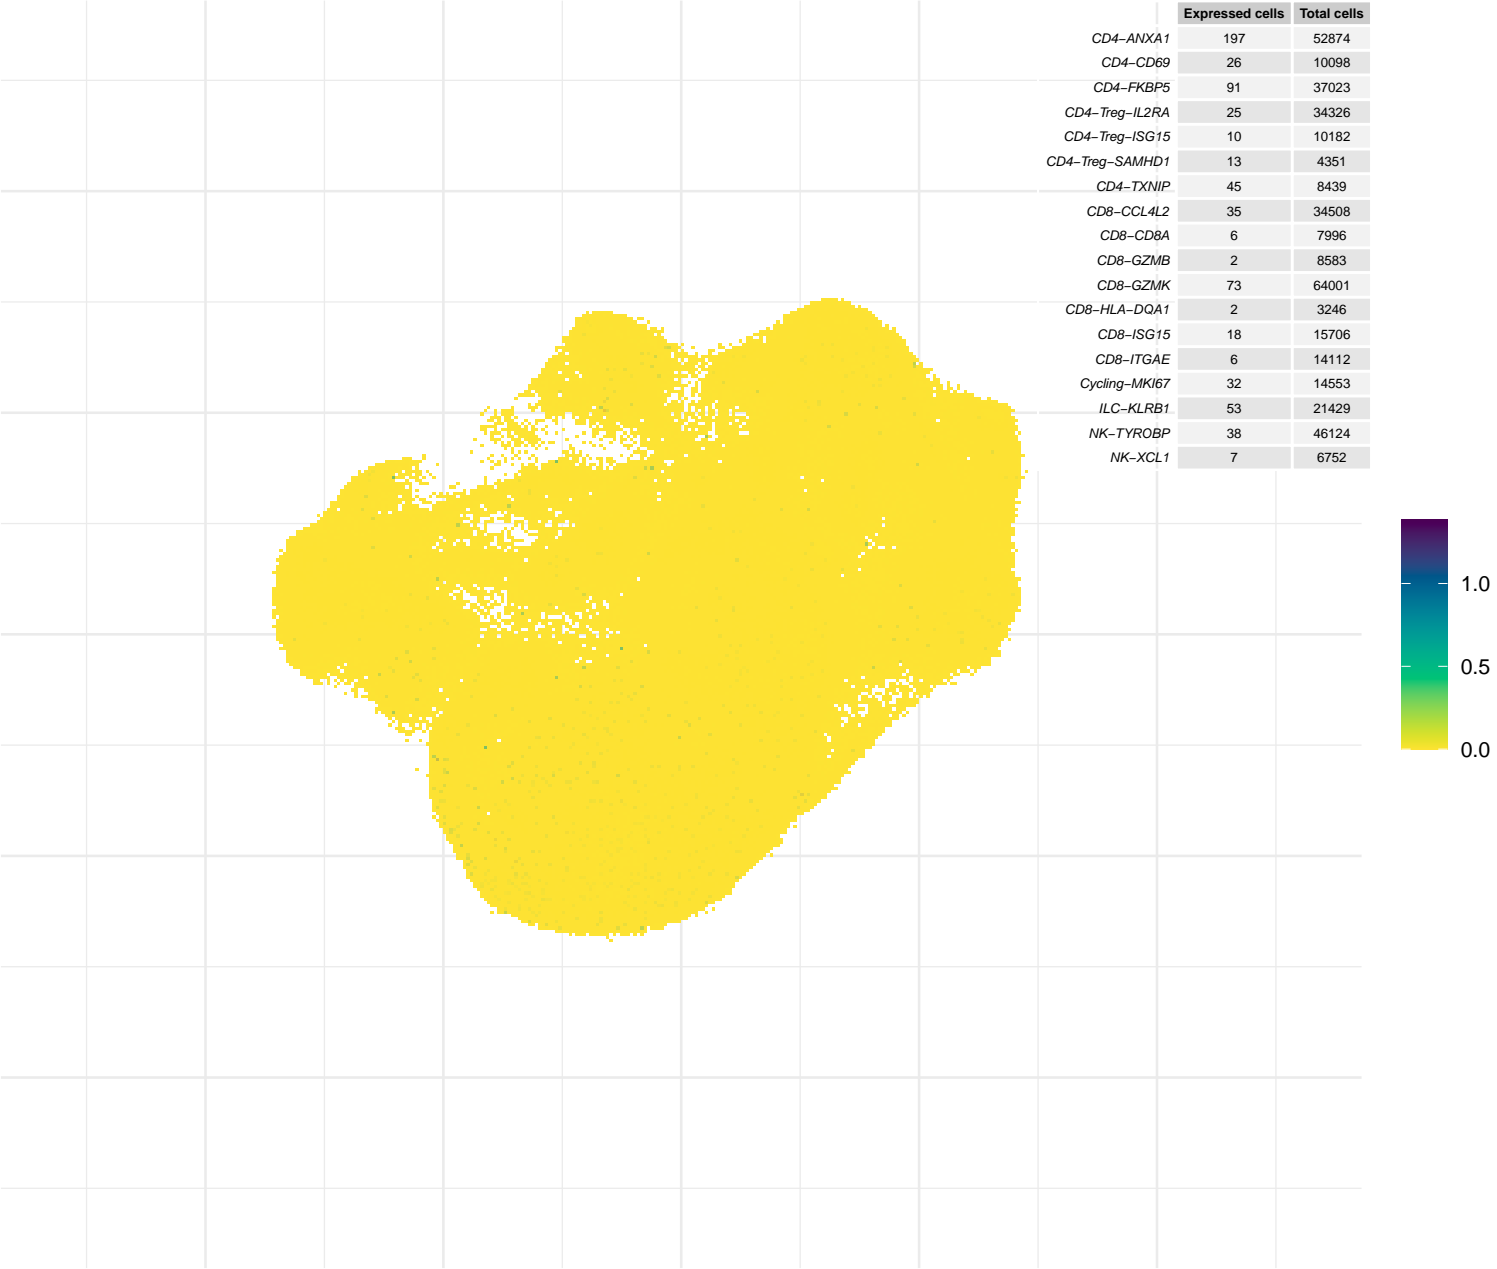 Expressed cells Total cells
CD4−ANXA1 197 52874
CD4−CD69 26 10098
CD4−FKBP5 91 37023
CD4−Treg−IL2RA 25 34326
CD4−Treg−ISG15 10 10182
CD4−Treg−SAMHD1 13 4351
CD4−TXNIP 45 8439
CD8−CCL4L2 35 34508
CD8−CD8A 6 7996
CD8−GZMB 2 8583
CD8−GZMK 73 64001
CD8−HLA−DQA1 2 3246
CD8−ISG15 18 15706
CD8−ITGAE 6 14112
Cycling−MKI67 32 14553
ILC−KLRB1 53 21429
NK−TYROBP 38 46124
NK−XCL1 7 6752
1.0
0.5
0.0